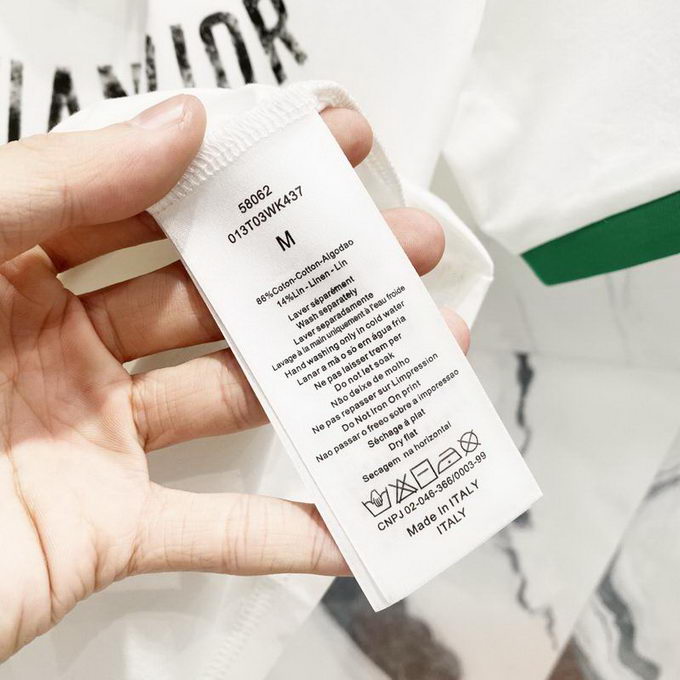 IANIOR
58062
013T03WK437
M
86%Coton-Cotton-Algodao
14%Lin - Linen - Lin
Laver séparément
Wash separately
Laver separadamente
Lavage à la main uniquement à l'eau froide
Hand washing only in cold water
Lanar a mã o sò ern àgua fria
Ne pas laisser trem per
Do not let soak
Não deixe de molho
Ne pas repasser sur Limpression
Do Not Iron On print
Nao passar o freeo sobre a impressao
Séchage á plat
Dry flat
Secagem na horizontal
CNPJ 02-046-366/0003-99
Made in ITALY
ITALY